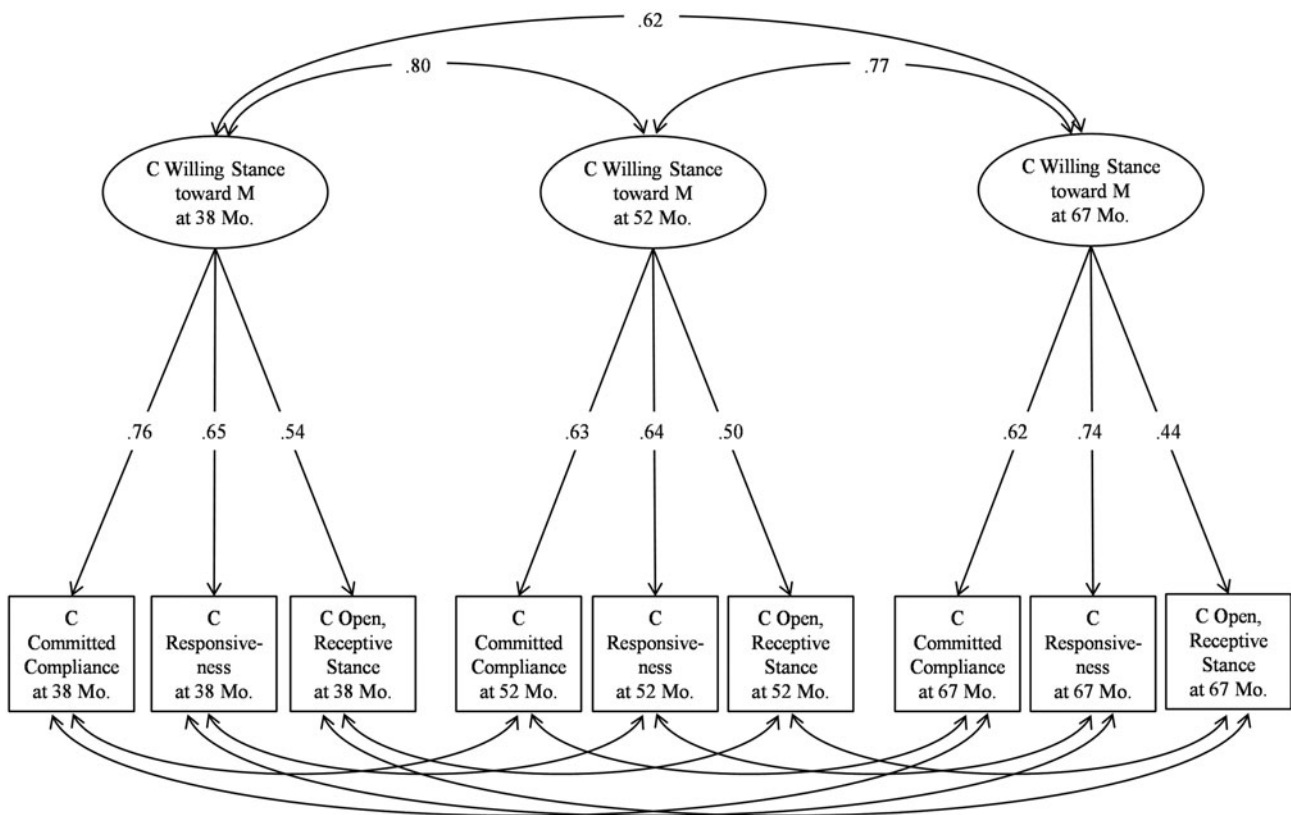 .62
.80
.77
C Willing Stance
toward M
at 38 Mo.
C Willing Stance
toward M
at 52 Mo.
C Willing Stance
toward M
at 67 Mo.
.76
.65
.54
.63
.64
.50
.62
.74
.44
C
Committed
Compliance
at 38 Mo.
C
Responsive-
ness
at 38 Mo.
C Open,
Receptive
Stance
at 38 Mo.
C
Committed
Compliance
at 52 Mo.
C
Responsive-
ness
at 52 Mo.
C Open,
Receptive
Stance
at 52 Mo.
C
Committed
Compliance
at 67 Mo.
C
Responsive-
ness
at 67 Mo.
C Open,
Receptive
Stance
at 67 Mo.